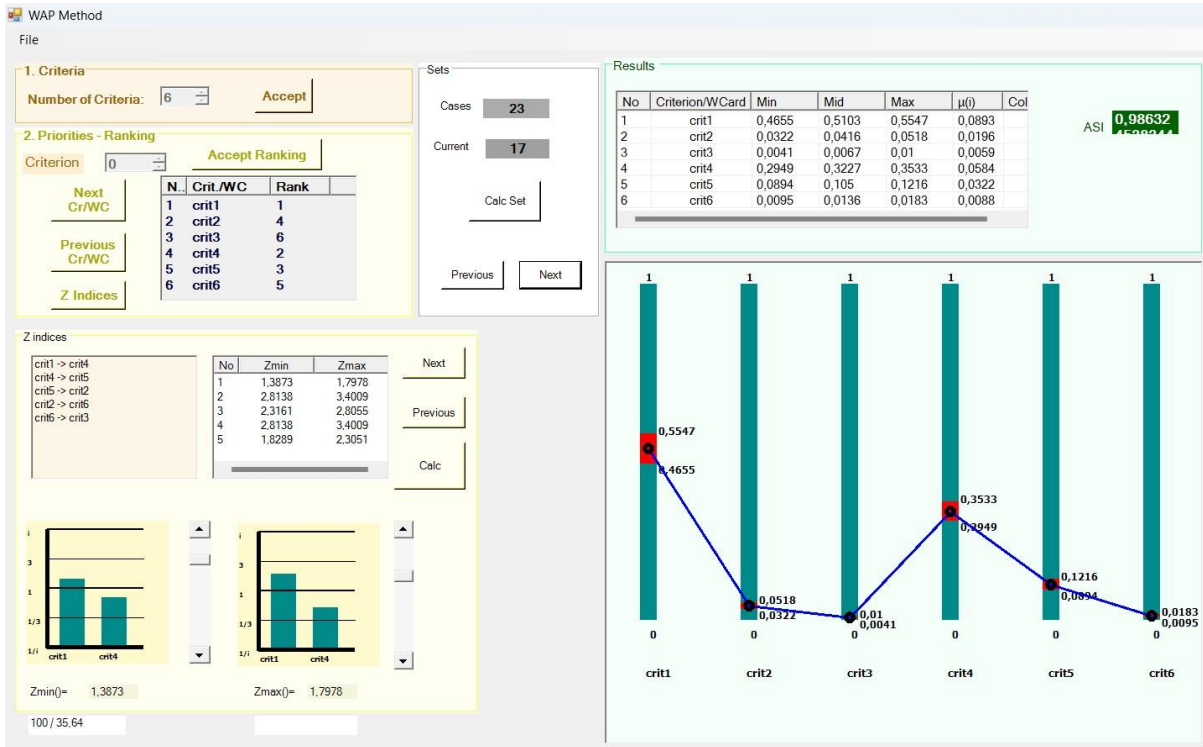 WAP Method
File
1. Criteria
Number of Criteria: 6 Accept
2. Priorities - Ranking
Criterion 0 Accept Ranking
Next Cr/WC
Previous Cr/WC
Z Indices
N.. Crit./WC Rank
1 crit1 1
2 crit2 4
3 crit3 6
4 crit4 2
5 crit5 3
6 crit6 5
Sets
Cases 23
Current 17
Calc Set
Previous Next
Results
No Criterion/WCard Min Mid Max µ(i) Col
1 crit1 0,4655 0,5103 0,5547 0,0893
2 crit2 0,0322 0,0416 0,0518 0,0196
3 crit3 0,0041 0,0067 0,01 0,0059
4 crit4 0,2949 0,3227 0,3533 0,0584
5 crit5 0,0894 0,105 0,1216 0,0322
6 crit6 0,0095 0,0136 0,0183 0,0088
ASI 0,98632
Z indices
crit1 -> crit4
crit4 -> crit5
crit5 -> crit2
crit2 -> crit6
crit6 -> crit3
No Zmin Zmax
1 1,3873 1,7978
2 2,8138 3,4009
3 2,3161 2,8055
4 2,8138 3,4009
5 1,8289 2,3051
Next
Previous
Calc
i
3
1
1/3
1/i
crit1 crit4
i
3
1
1/3
1/i
crit1 crit4
Zmin()= 1,3873 Zmax()= 1,7978
100 / 35,64
1 1 1 1 1 1
0,5547
0,4655
0,3533
0,2949
0,1216
0,0894
0,0518
0,0322
0,01
0,0041
0,0183
0,0095
0 0 0 0 0 0
crit1 crit2 crit3 crit4 crit5 crit6